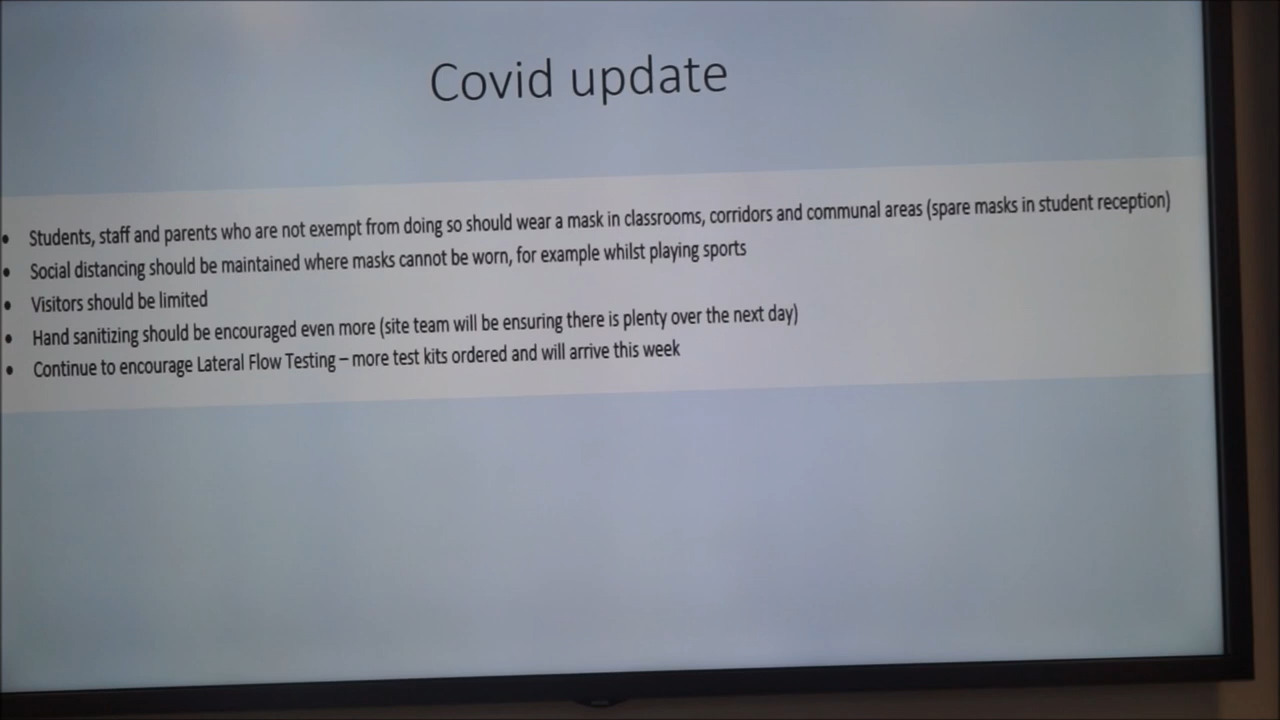 Covid update
• Students, staff and parents who are not exempt from doing so should wear a mask in classrooms, corridors and communal areas (spare masks in student reception)
• Social distancing should be maintained where masks cannot be worn, for example whilst playing sports
• Visitors should be limited
• Hand sanitizing should be encouraged even more (site team will be ensuring there is plenty over the next day)
• Continue to encourage Lateral Flow Testing – more test kits ordered and will arrive this week